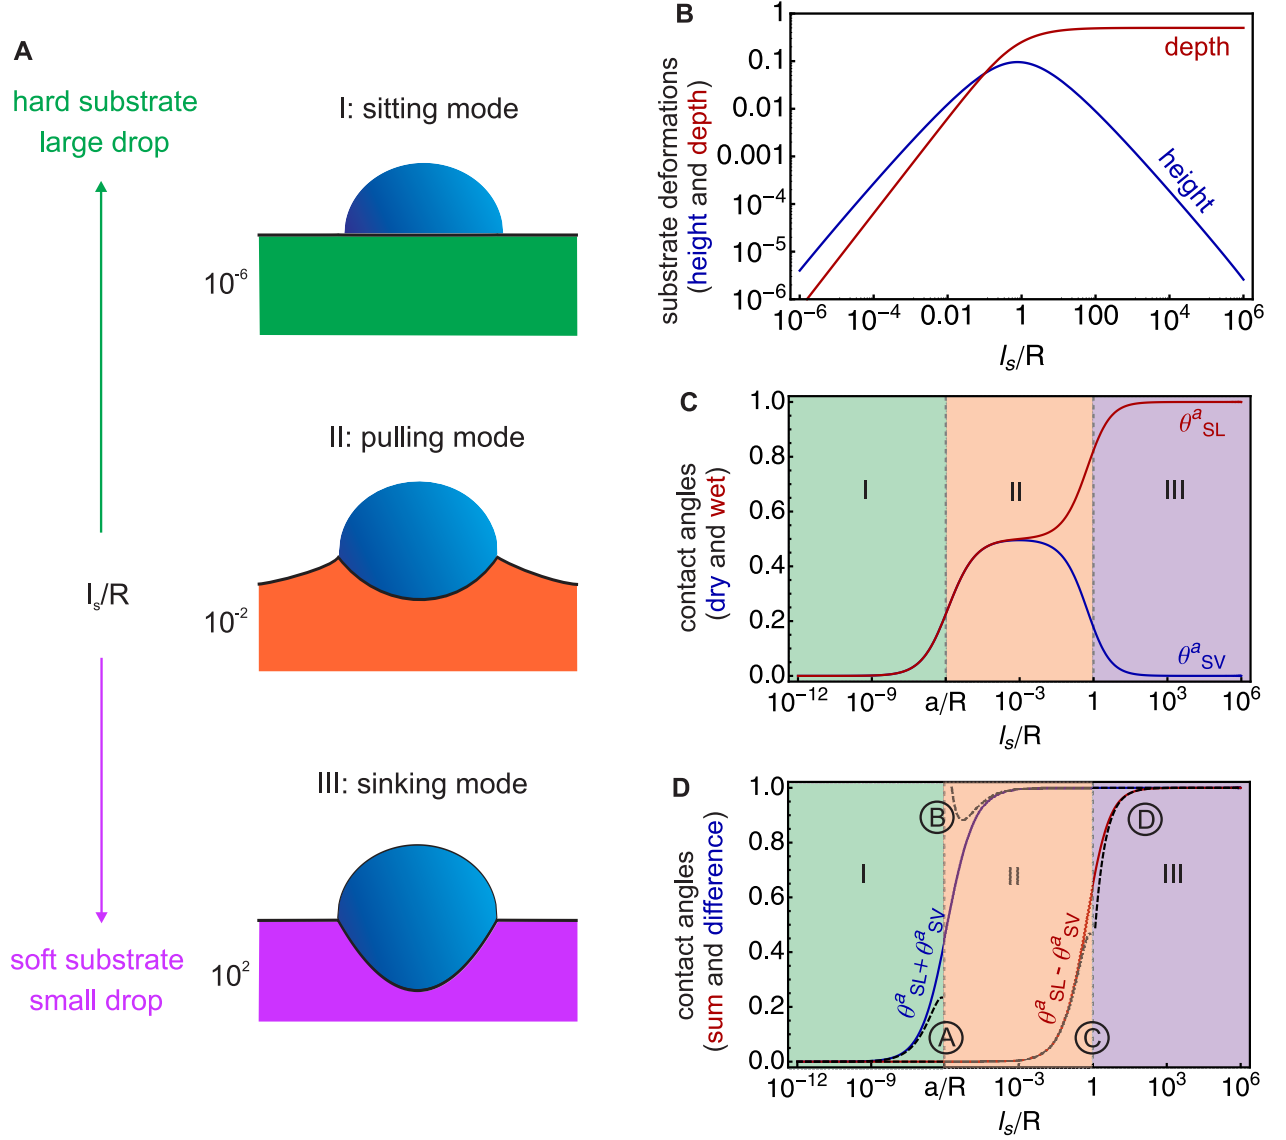 A
hard substrate
large drop
I: sitting mode
10-6
II: pulling mode
ls/R
10-2
III: sinking mode
soft substrate
small drop
102
B
substrate deformations
(height and depth)
1
0.1
0.01
0.001
10−4
10−5
10−6
depth
height
10−6 10−4 0.01 1 100 104 106
ls/R
C
contact angles
(dry and wet)
1.0
0.8
0.6
0.4
0.2
0.0
I II III
θaSL
θaSV
10−12 10−9 a/R 10−3 1 103 106
ls/R
D
contact angles
(sum and difference)
1.0
0.8
0.6
0.4
0.2
0.0
B D
I II III
θaSL+ θaSV
θaSL - θaSV
A C
10−12 10−9 a/R 10−3 1 103 106
ls/R